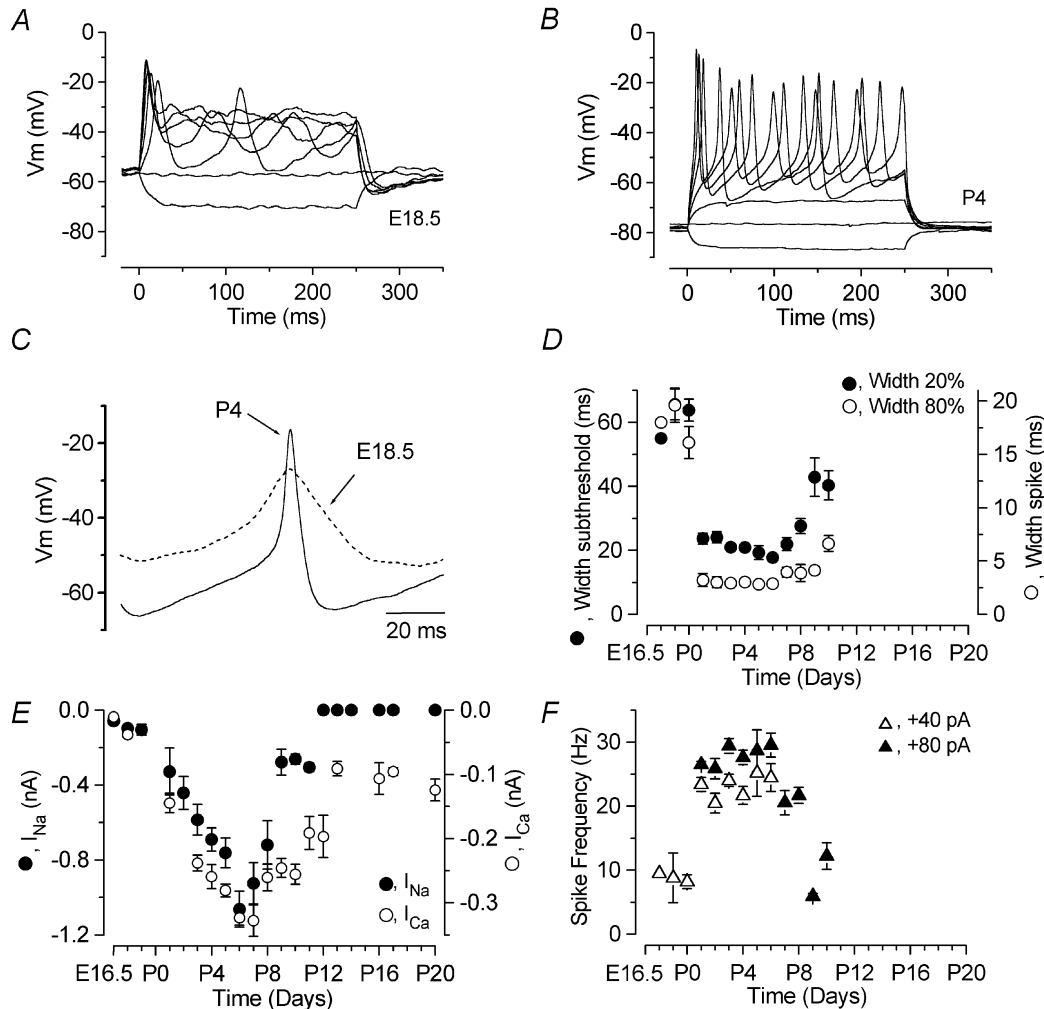 A
0
-20
-40
-60
-80
Vm (mV)
E18.5
0 100 200 300
Time (ms)
B
0
-20
-40
-60
-80
Vm (mV)
P4
0 100 200 300
Time (ms)
C
-20
-40
-60
Vm (mV)
P4
E18.5
20 ms
D
●, Width 20%
○, Width 80%
60
40
20
0
●, Width subthreshold (ms)
20
15
10
5
0
○, Width spike (ms)
E16.5 P0 P4 P8 P12 P16 P20
Time (Days)
E
0.0
-0.4
-0.8
-1.2
●, INa (nA)
0.0
-0.1
-0.2
-0.3
○, ICa (nA)
●, INa
○, ICa
E16.5 P0 P4 P8 P12 P16 P20
Time (Days)
F
△, +40 pA
▲, +80 pA
30
20
10
0
Spike Frequency (Hz)
E16.5 P0 P4 P8 P12 P16 P20
Time (Days)